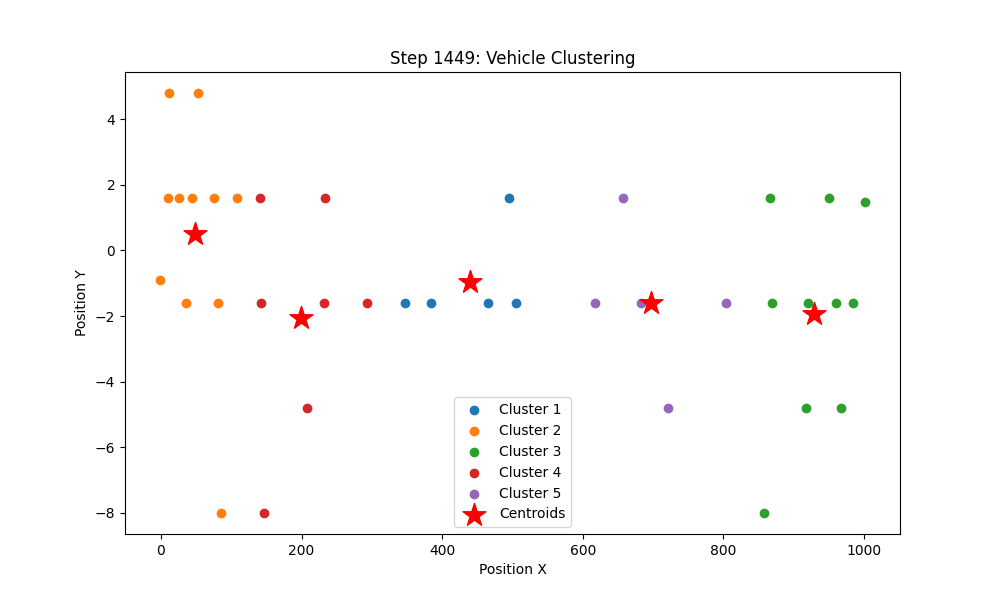 Step 1449: Vehicle Clustering
Position Y
4
2
0
−2
−4
−6
−8
Cluster 1
Cluster 2
Cluster 3
Cluster 4
Cluster 5
Centroids
0 200 400 600 800 1000
Position X